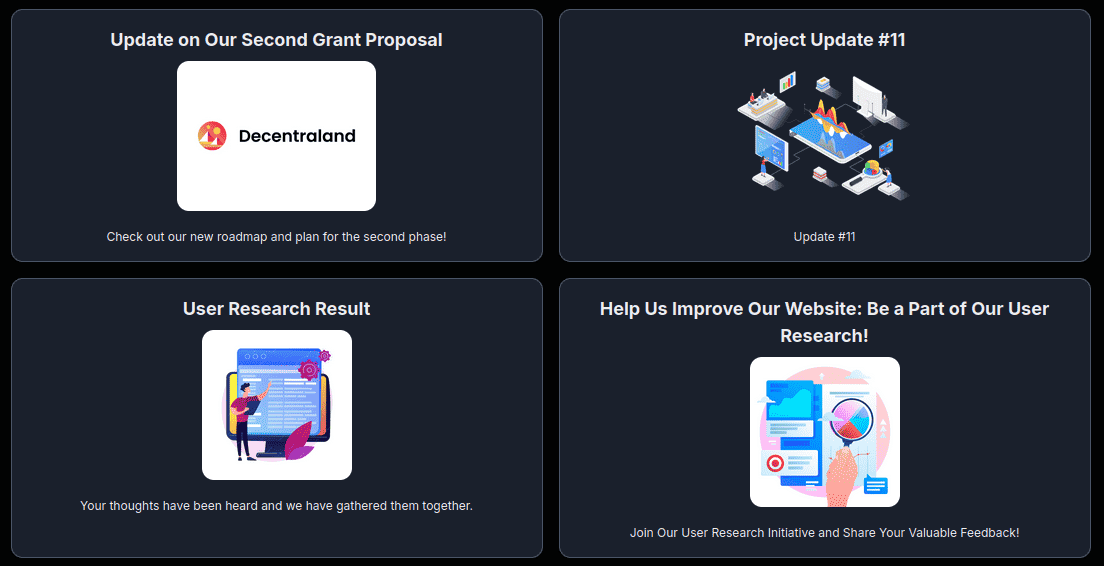 Update on Our Second Grant Proposal
Decentraland
Check out our new roadmap and plan for the second phase!
Project Update #11
Update #11
User Research Result
Your thoughts have been heard and we have gathered them together.
Help Us Improve Our Website: Be a Part of Our User
Research!
Join Our User Research Initiative and Share Your Valuable Feedback!